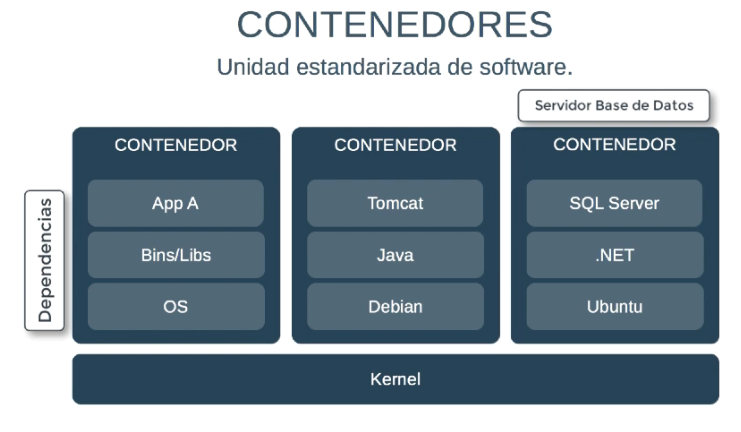 CONTENEDORES
Unidad estandarizada de software.
Servidor Base de Datos
Dependencias
CONTENEDOR
App A
Bins/Libs
OS
CONTENEDOR
Tomcat
Java
Debian
CONTENEDOR
SQL Server
.NET
Ubuntu
Kernel